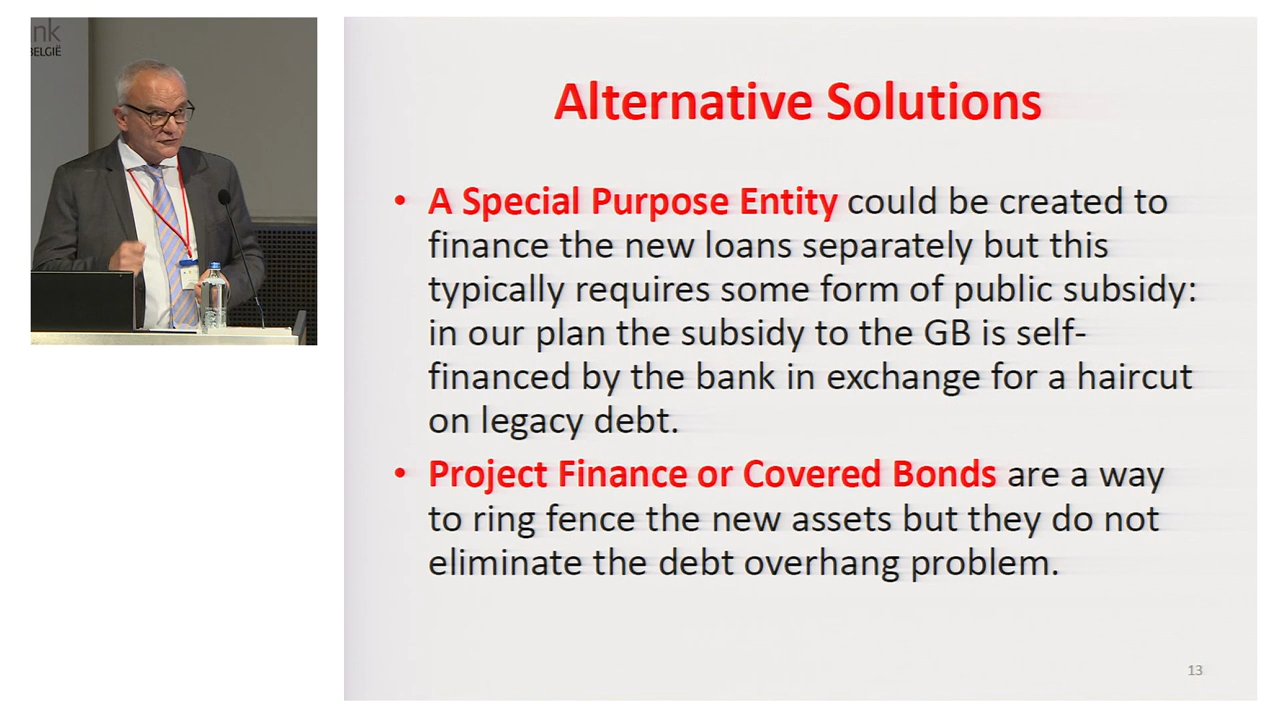 nk
BELGIË
Alternative Solutions
• A Special Purpose Entity could be created to
finance the new loans separately but this
typically requires some form of public subsidy:
in our plan the subsidy to the GB is self-
financed by the bank in exchange for a haircut
on legacy debt.
• Project Finance or Covered Bonds are a way
to ring fence the new assets but they do not
eliminate the debt overhang problem.
13